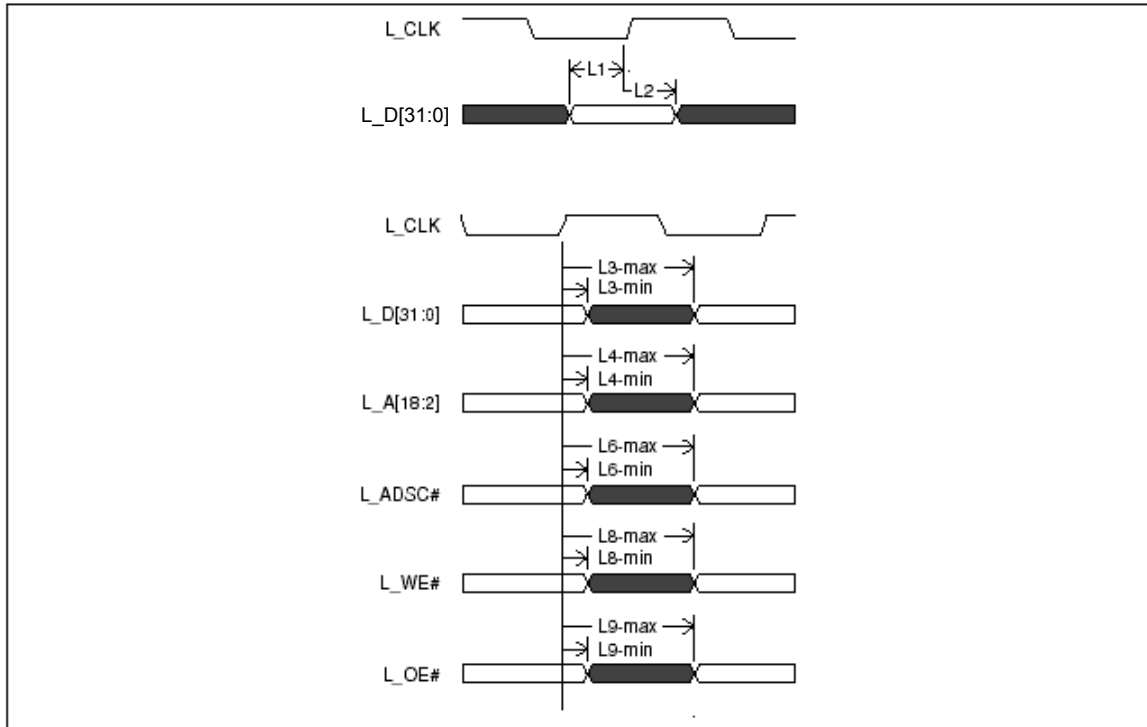 L_CLK
L1
L2
L_D[31:0]
L_CLK
L3-max
L3-min
L_D[31:0]
L4-max
L4-min
L_A[18:2]
L6-max
L6-min
L_ADSC#
L8-max
L8-min
L_WE#
L9-max
L9-min
L_OE#